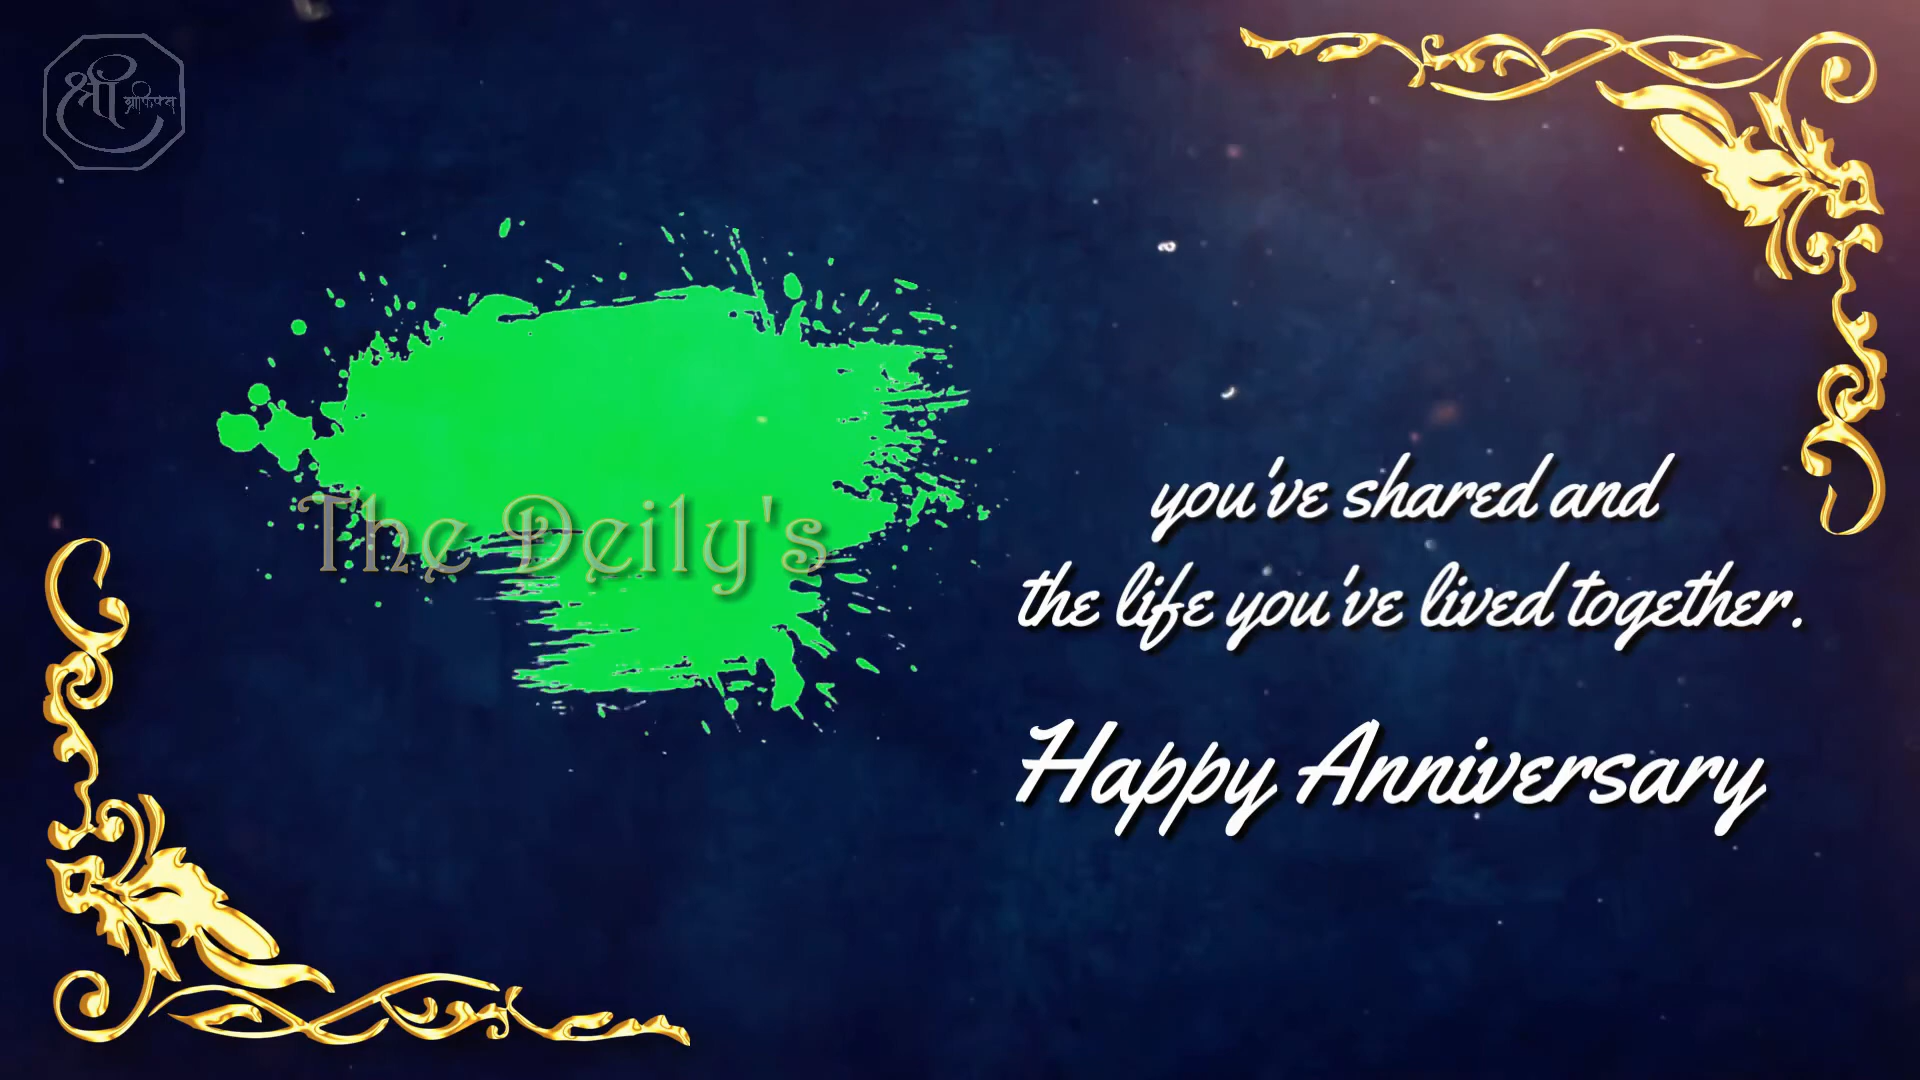 श्री ग्राफिक्स
The Deily's
you've shared and
the life you've lived together.
Happy Anniversary